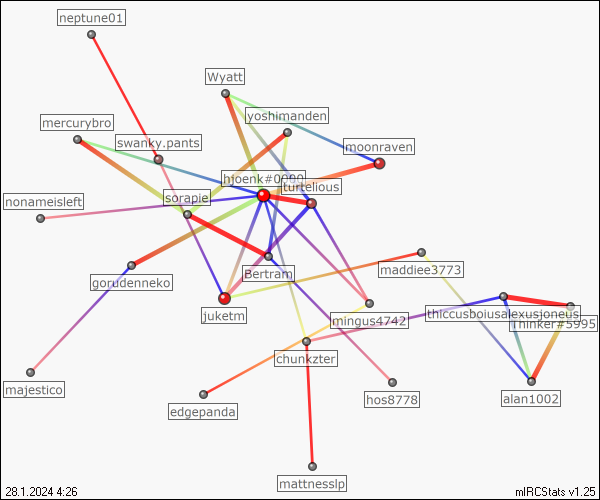 neptune01
Wyatt
yoshimanden
mercurybro
swanky.pants
moonraven
hjoenk#0000
turtelious
sorapie
nonameisleft
maddiee3773
Bertram
gorudenneko
juketm
mingus4742
thiccusboiusalexusjoneus
Thinker#5995
chunkzter
majestico
edgepanda
hos8778
alan1002
mattnesslp
28.1.2024 4:26
mIRCStats v1.25